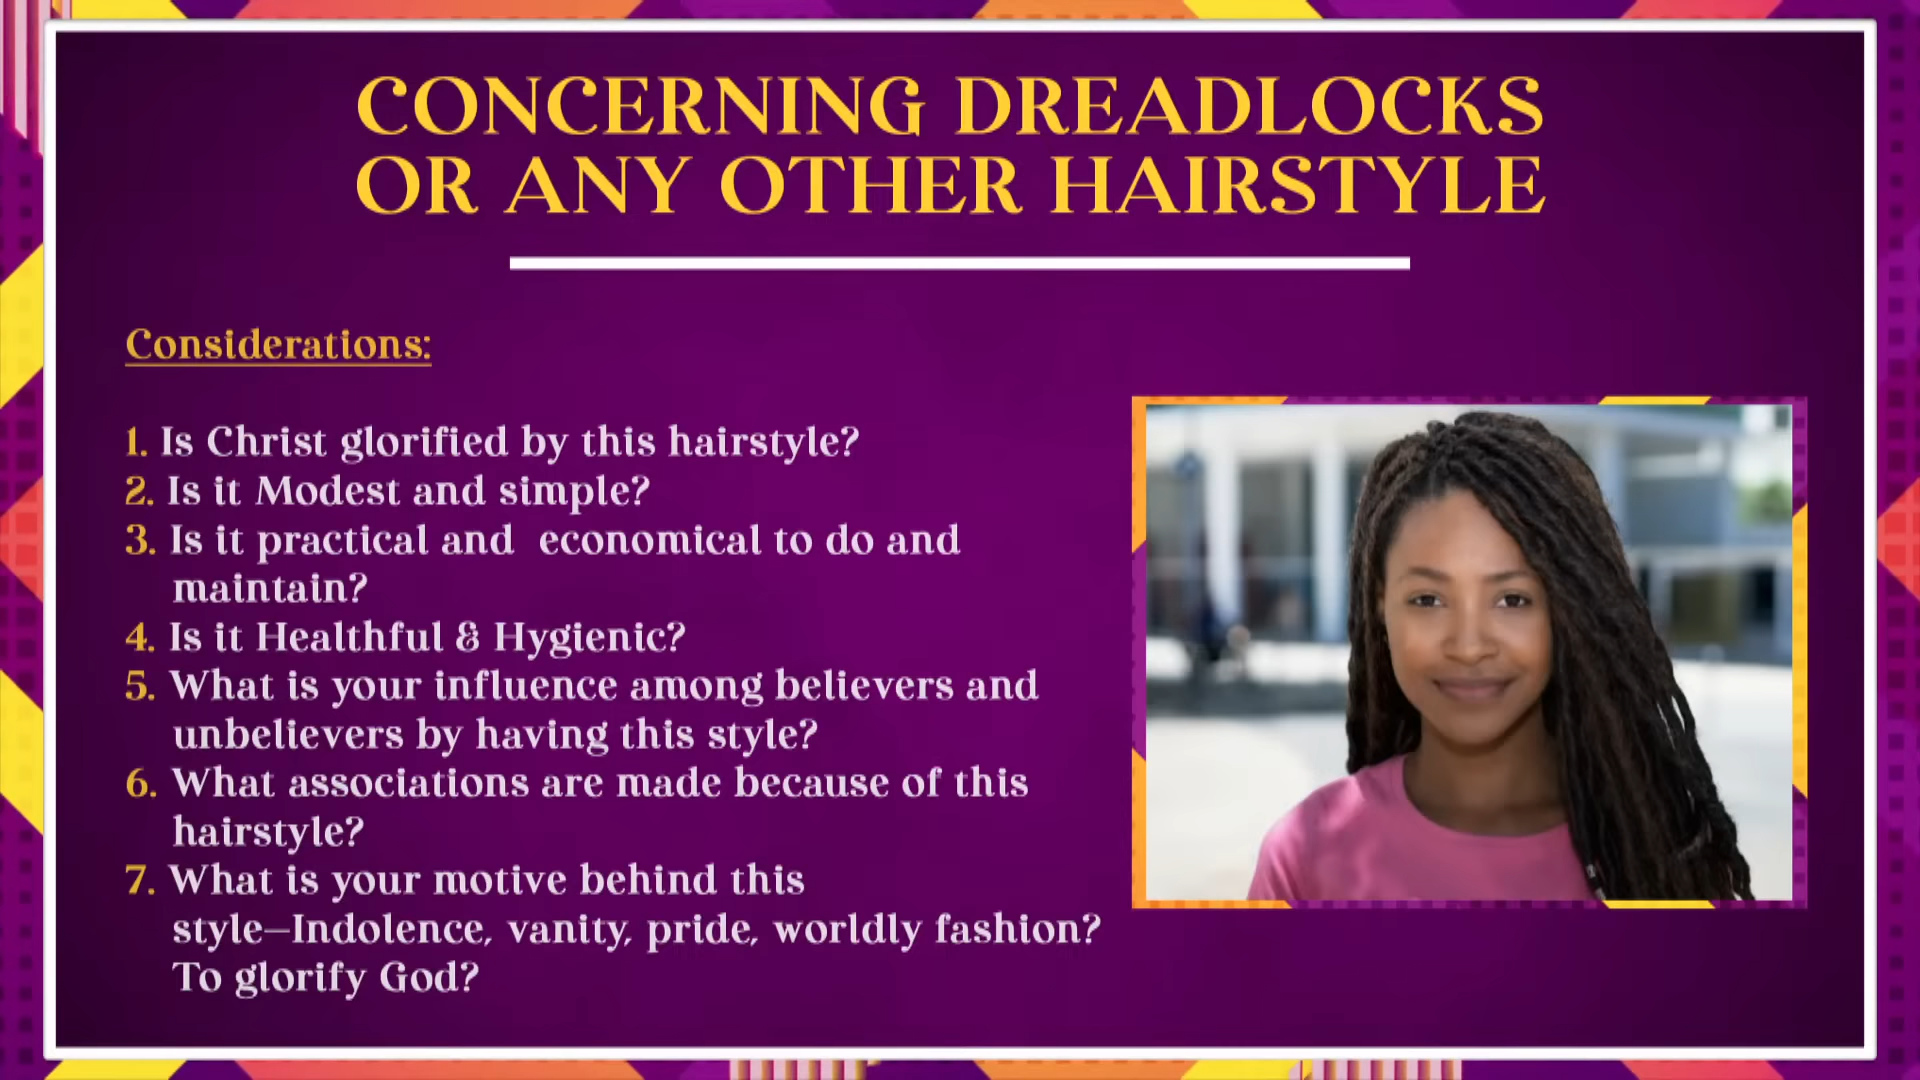 CONCERNING DREADLOCKS
OR ANY OTHER HAIRSTYLE
Considerations:
1. Is Christ glorified by this hairstyle?
2. Is it Modest and simple?
3. Is it practical and  economical to do and
maintain?
4. Is it Healthful & Hygienic?
5. What is your influence among believers and
unbelievers by having this style?
6. What associations are made because of this
hairstyle?
7. What is your motive behind this
style—Indolence, vanity, pride, worldly fashion?
To glorify God?